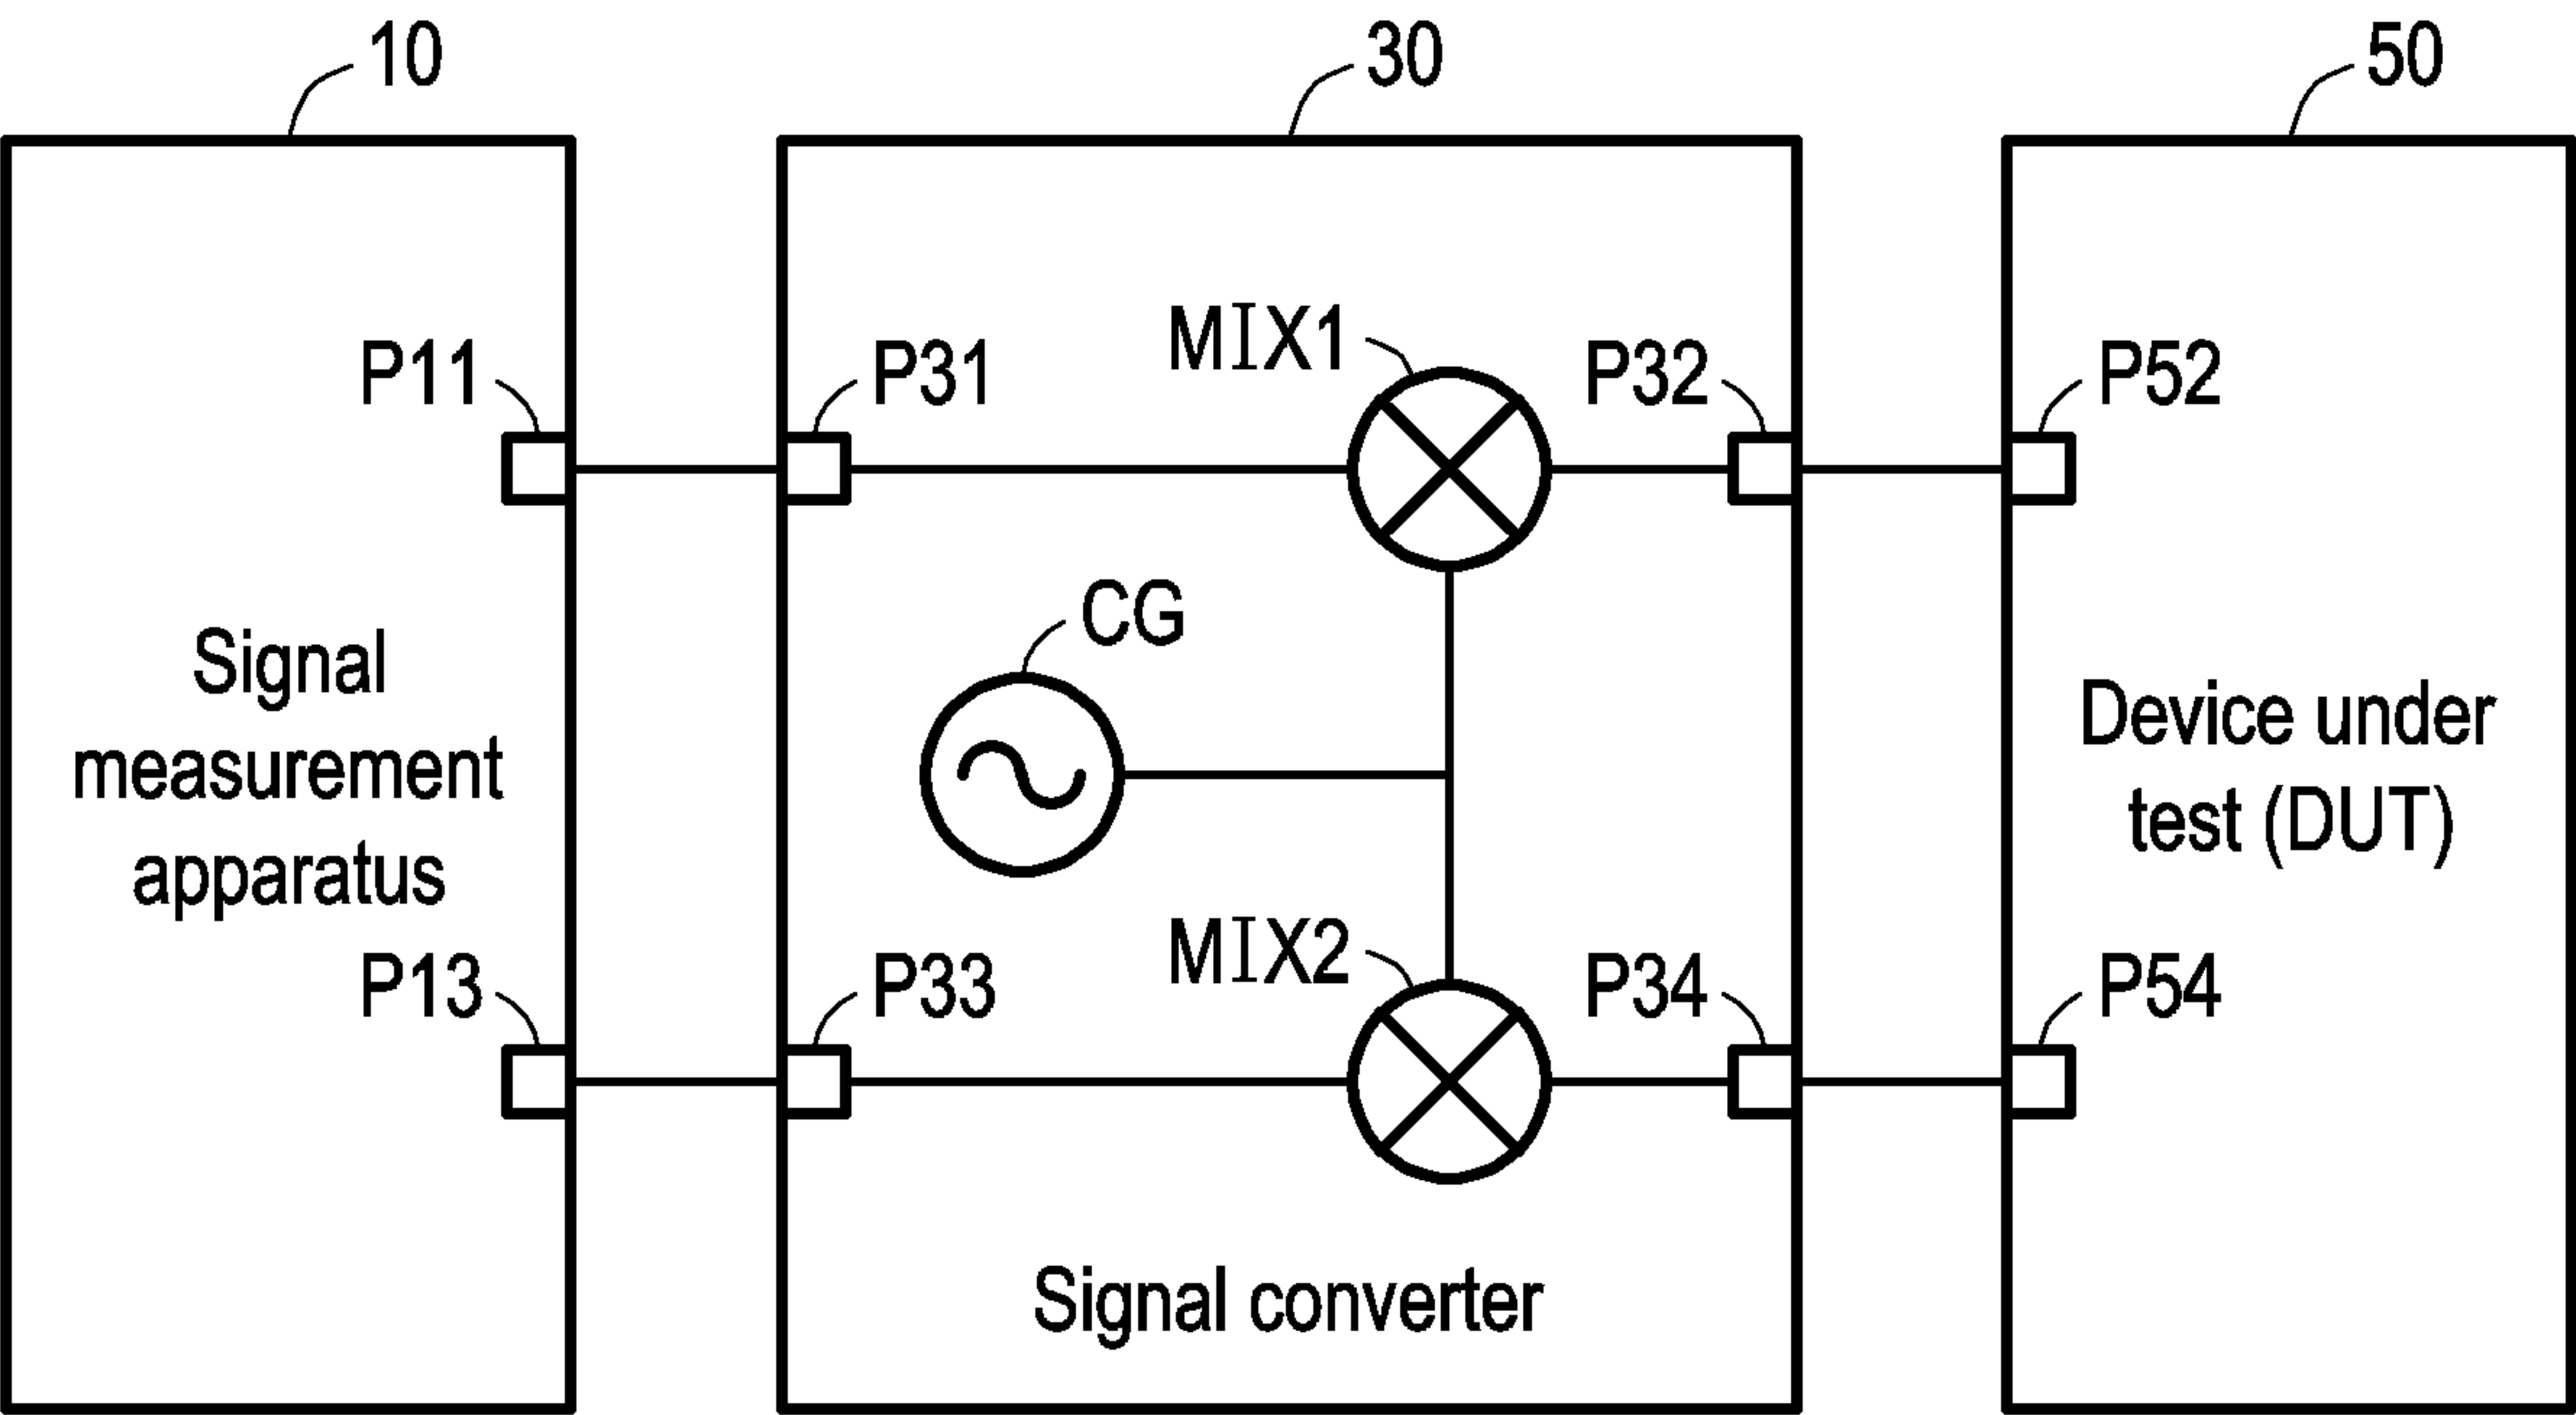 10
30
50
MIX1
P11
P31
P32
P52
CG
Signal
measurement
apparatus
Device under
test (DUT)
MIX2
P13
P33
P34
P54
Signal converter